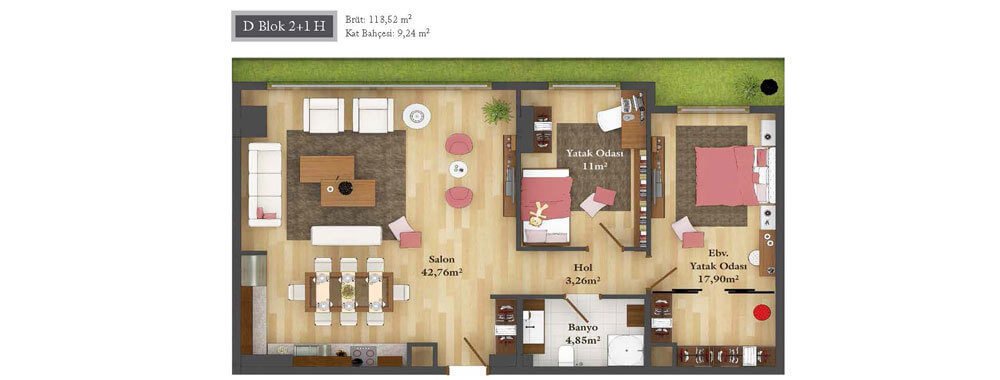 D Blok 2+1 H
Brüt: 118,52 m²
Kat Bahçesi: 9,24 m²
Yatak Odası
11m²
Salon
42,76m²
Hol
3,26m²
Ebv.
Yatak Odası
17,90m²
Banyo
4,85m²